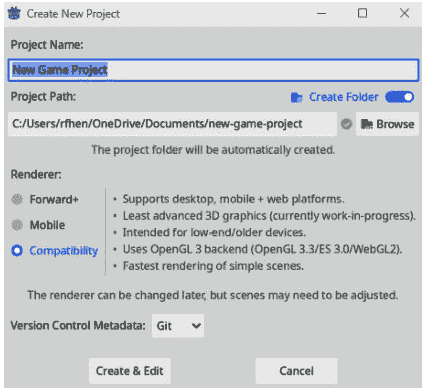 Create New Project
Project Name:
New Game Project
Project Path:
Create Folder
C:/Users/rfhen/OneDrive/Documents/new-game-project
Browse
The project folder will be automatically created.
Renderer:
Forward+
Mobile
Compatibility
• Supports desktop, mobile + web platforms.
• Least advanced 3D graphics (currently work-in-progress).
• Intended for low-end/older devices.
• Uses OpenGL 3 backend (OpenGL 3.3/ES 3.0/WebGL2).
• Fastest rendering of simple scenes.
The renderer can be changed later, but scenes may need to be adjusted.
Version Control Metadata: Git
Create & Edit
Cancel